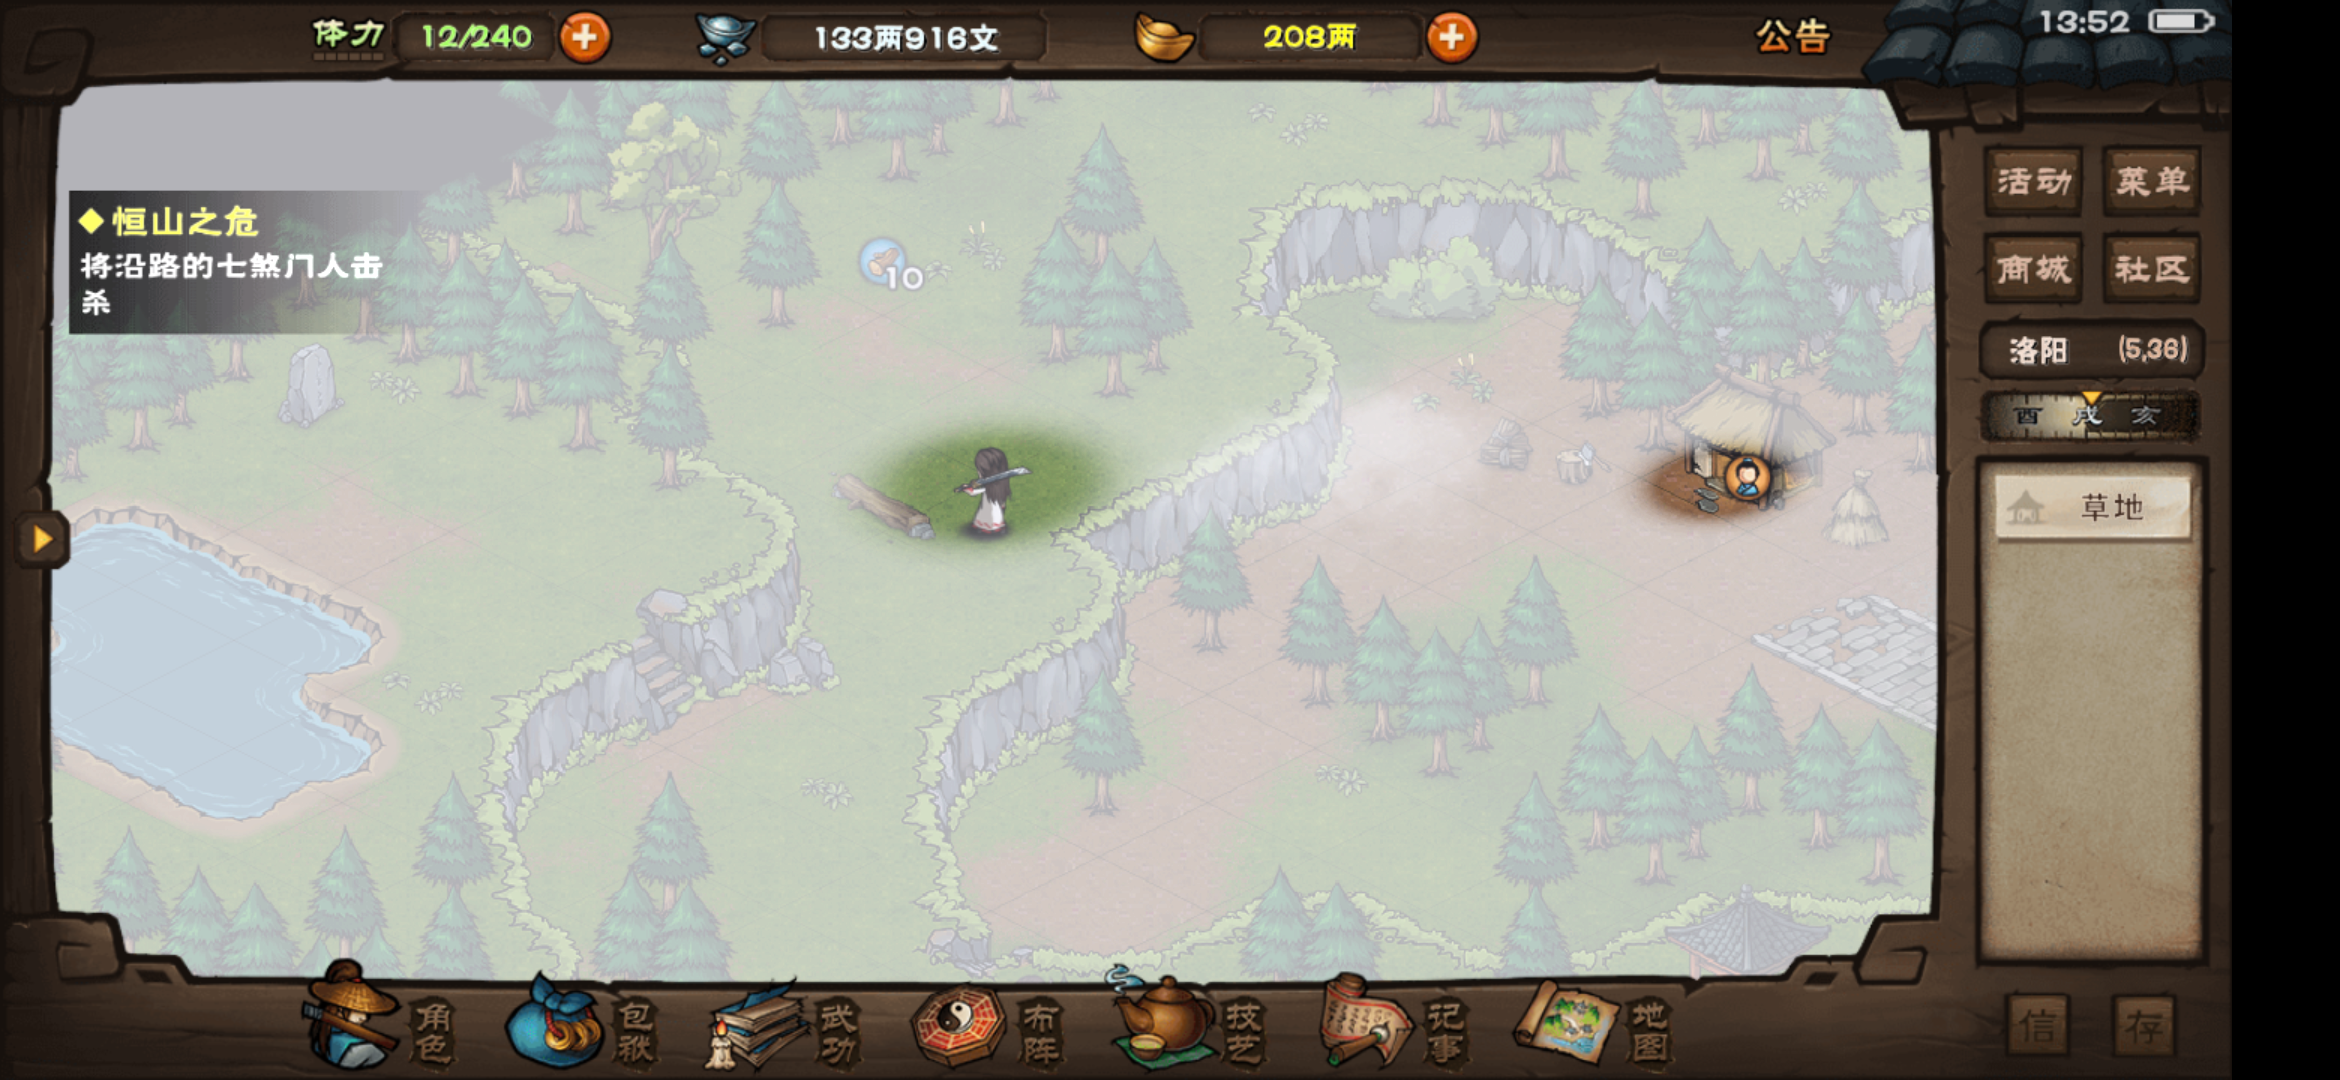 体力 12/240 133两916文 208两 公告 13:52
恒山之危
将沿路的七煞门人击
杀
10
活动 菜单
商城 社区
洛阳 (5,36)
酉 戌 亥
草地
角色 包袱 武功 布阵 技艺 记事 地图 信 存